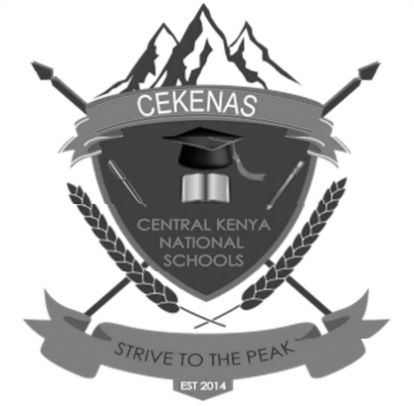 CEKENAS
CENTRAL KENYA
NATIONAL
SCHOOLS
STRIVE TO THE PEAK
EST 2014